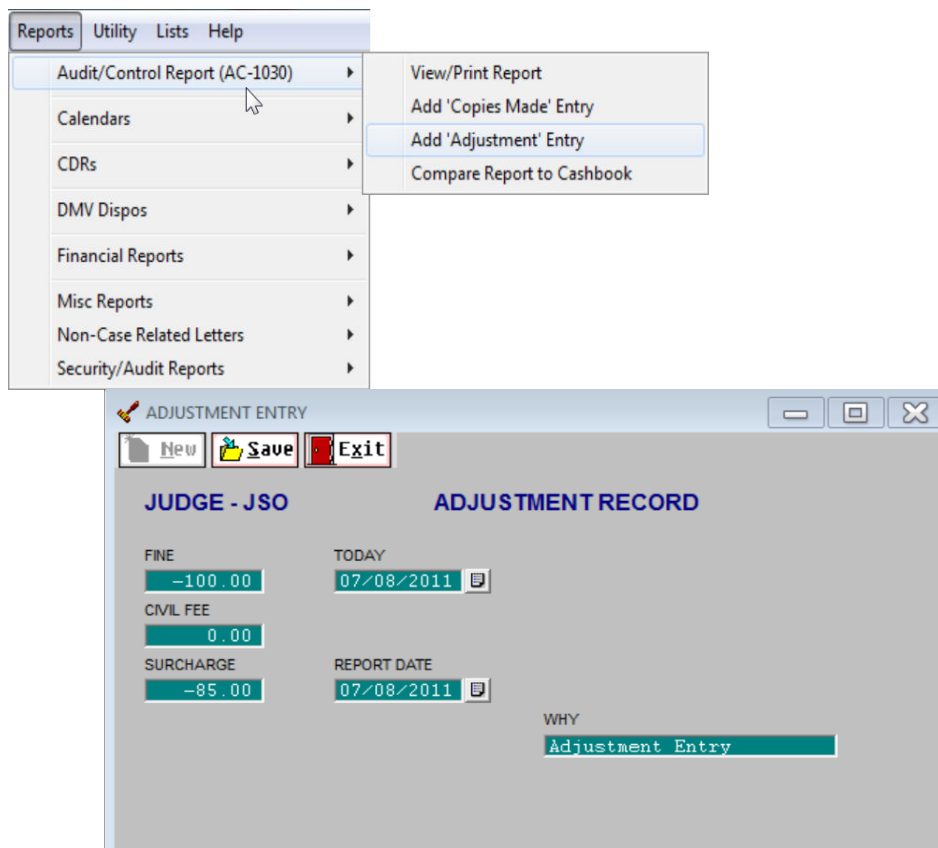 Reports Utility Lists Help
Audit/Control Report (AC-1030)
View/Print Report
Calendars
Add 'Copies Made' Entry
Add 'Adjustment' Entry
CDRs
Compare Report to Cashbook
DMV Dispos
Financial Reports
Misc Reports
Non-Case Related Letters
Security/Audit Reports
ADJUSTMENT ENTRY
New Save Exit
JUDGE - JSO ADJUSTMENT RECORD
FINE TODAY
-100.00 07/08/2011
CIVIL FEE
0.00
SURCHARGE REPORT DATE
-85.00 07/08/2011
WHY
Adjustment Entry